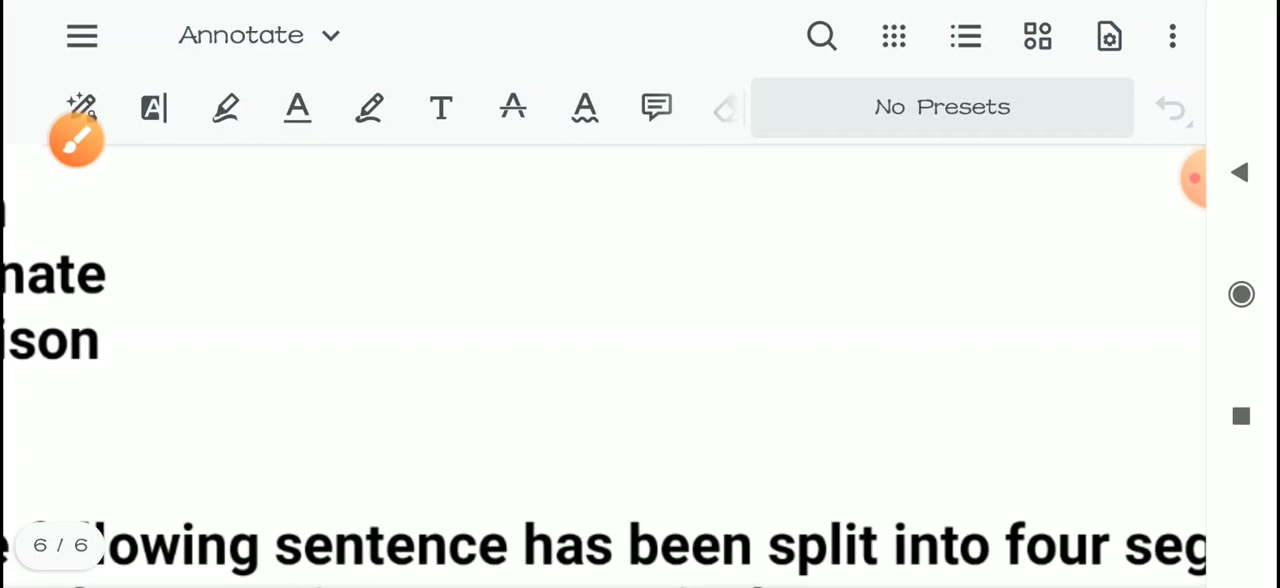 Annotate
No Presets
nate
ison
6 / 6
lowing sentence has been split into four seg